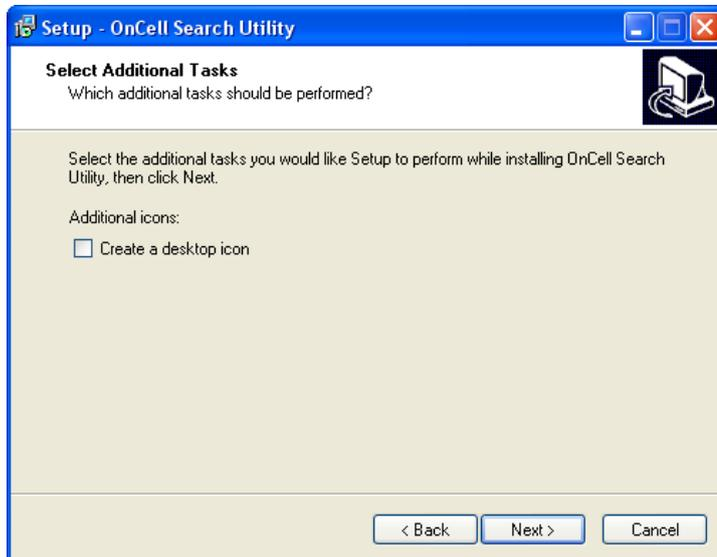 Setup - OnCell Search Utility
Select Additional Tasks
Which additional tasks should be performed?
Select the additional tasks you would like Setup to perform while installing OnCell Search
Utility, then click Next.
Additional icons:
Create a desktop icon
< Back Next > Cancel